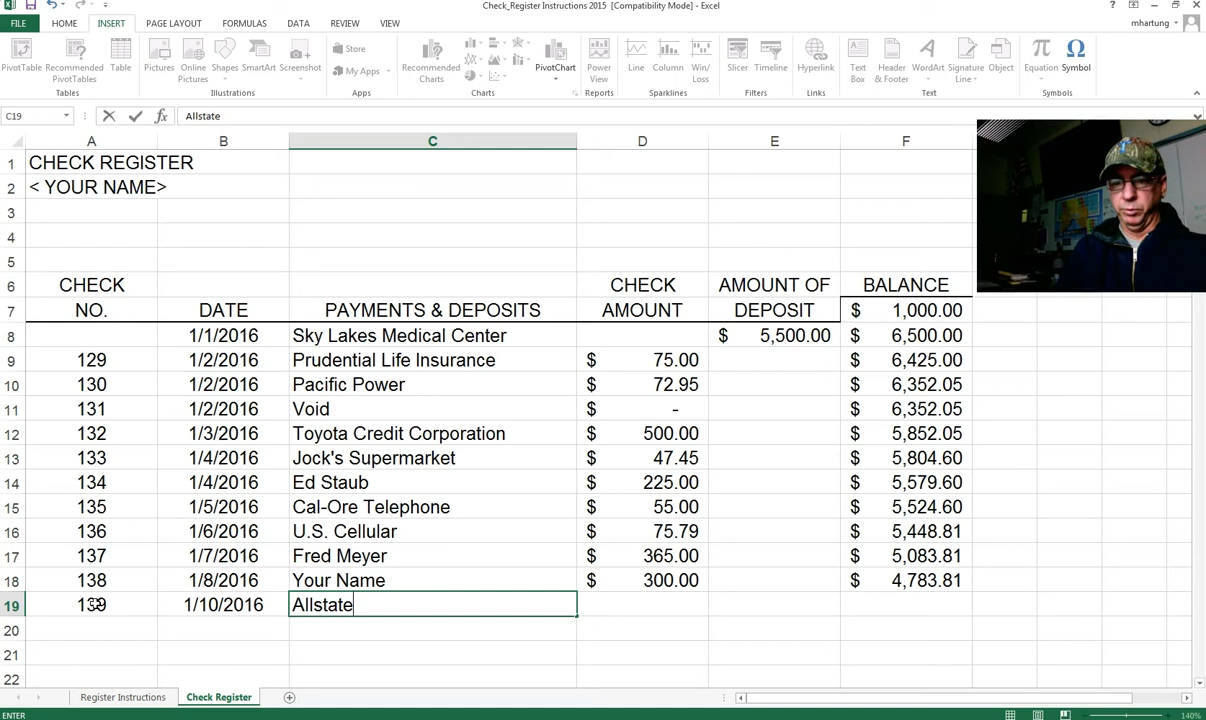 Check_Register Instructions 2015 [Compatibility Mode] - Excel
FILE HOME INSERT PAGE LAYOUT FORMULAS DATA REVIEW VIEW mhartung
PivotTable Recommended PivotTables Table Pictures Online Pictures Shapes SmartArt Screenshot Store My Apps Recommended Charts PivotChart Power View Line Column Win/Loss Slicer Timeline Hyperlink Text Box Header & Footer WordArt Signature Line Object Equation Symbol
Tables Illustrations Apps Charts Reports Sparklines Filters Links Text Symbols
C19 fx Allstate
A B C D E F
1 CHECK REGISTER
2 < YOUR NAME>
3
4
5
6 CHECK CHECK AMOUNT OF BALANCE
7 NO. DATE PAYMENTS & DEPOSITS AMOUNT DEPOSIT $ 1,000.00
8 1/1/2016 Sky Lakes Medical Center $ 5,500.00 $ 6,500.00
9 129 1/2/2016 Prudential Life Insurance $ 75.00 $ 6,425.00
10 130 1/2/2016 Pacific Power $ 72.95 $ 6,352.05
11 131 1/2/2016 Void $ - $ 6,352.05
12 132 1/3/2016 Toyota Credit Corporation $ 500.00 $ 5,852.05
13 133 1/4/2016 Jock's Supermarket $ 47.45 $ 5,804.60
14 134 1/4/2016 Ed Staub $ 225.00 $ 5,579.60
15 135 1/5/2016 Cal-Ore Telephone $ 55.00 $ 5,524.60
16 136 1/6/2016 U.S. Cellular $ 75.79 $ 5,448.81
17 137 1/7/2016 Fred Meyer $ 365.00 $ 5,083.81
18 138 1/8/2016 Your Name $ 300.00 $ 4,783.81
19 139 1/10/2016 Allstate
20
21
22
Register Instructions Check Register
ENTER 140%